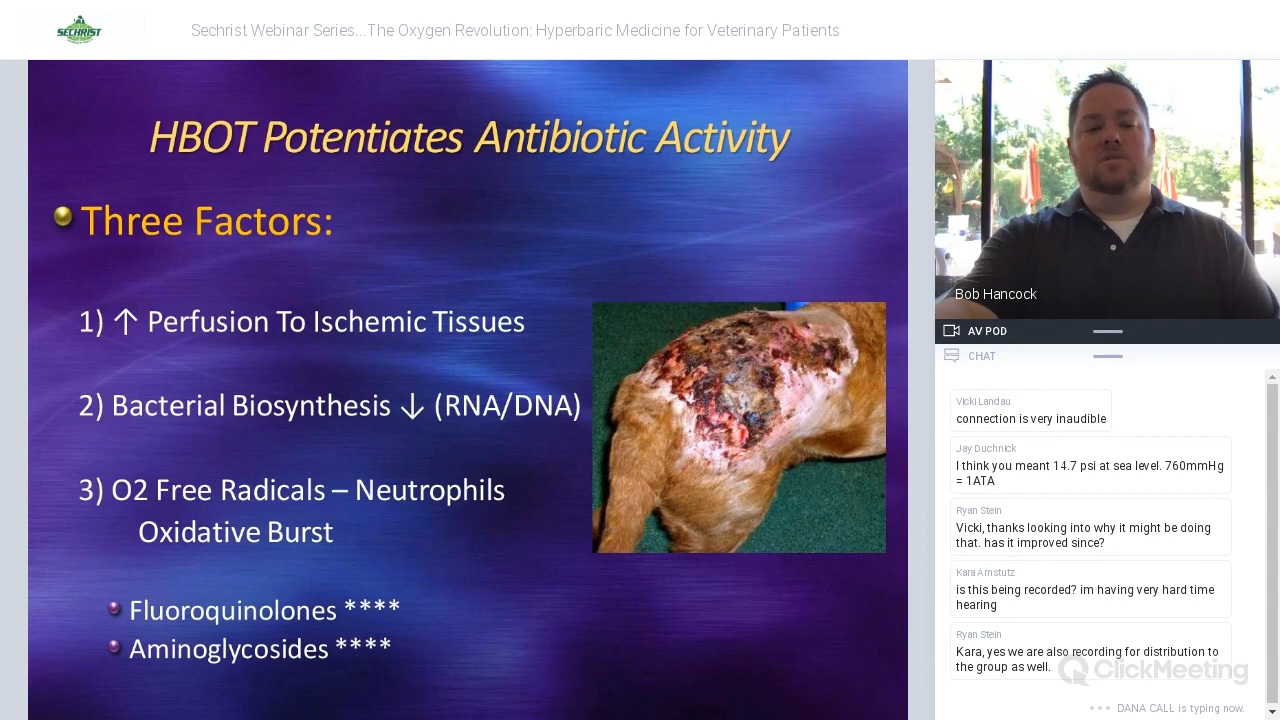 SECHRIST
Sechrist Webinar Series...The Oxygen Revolution: Hyperbaric Medicine for Veterinary Patients
HBOT Potentiates Antibiotic Activity
Three Factors:
1) ↑ Perfusion To Ischemic Tissues
2) Bacterial Biosynthesis ↓ (RNA/DNA)
3) O2 Free Radicals – Neutrophils
Oxidative Burst
Fluoroquinolones ****
Aminoglycosides ****
Bob Hancock
AV POD
CHAT
Vicki Landau
connection is very inaudible
Jay Duchnick
I think you meant 14.7 psi at sea level. 760mmHg
= 1ATA
Ryan Stein
Vicki, thanks looking into why it might be doing
that. has it improved since?
Kara Amstutz
is this being recorded? im having very hard time
hearing
Ryan Stein
Kara, yes we are also recording for distribution to
the group as well.
ClickMeeting
DANA CALL is typing now.